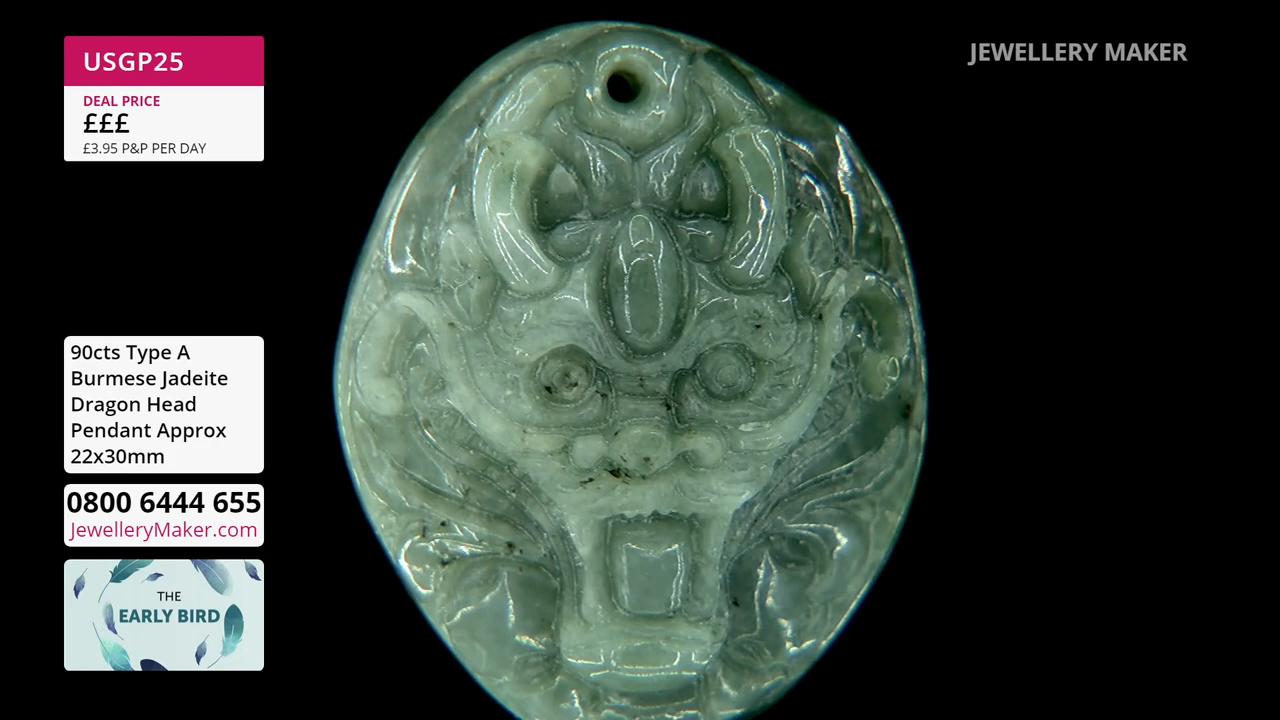 USGP25
DEAL PRICE
£££
£3.95 P&P PER DAY
JEWELLERY MAKER
90cts Type A
Burmese Jadeite
Dragon Head
Pendant Approx
22x30mm
0800 6444 655
JewelleryMaker.com
THE
EARLY BIRD